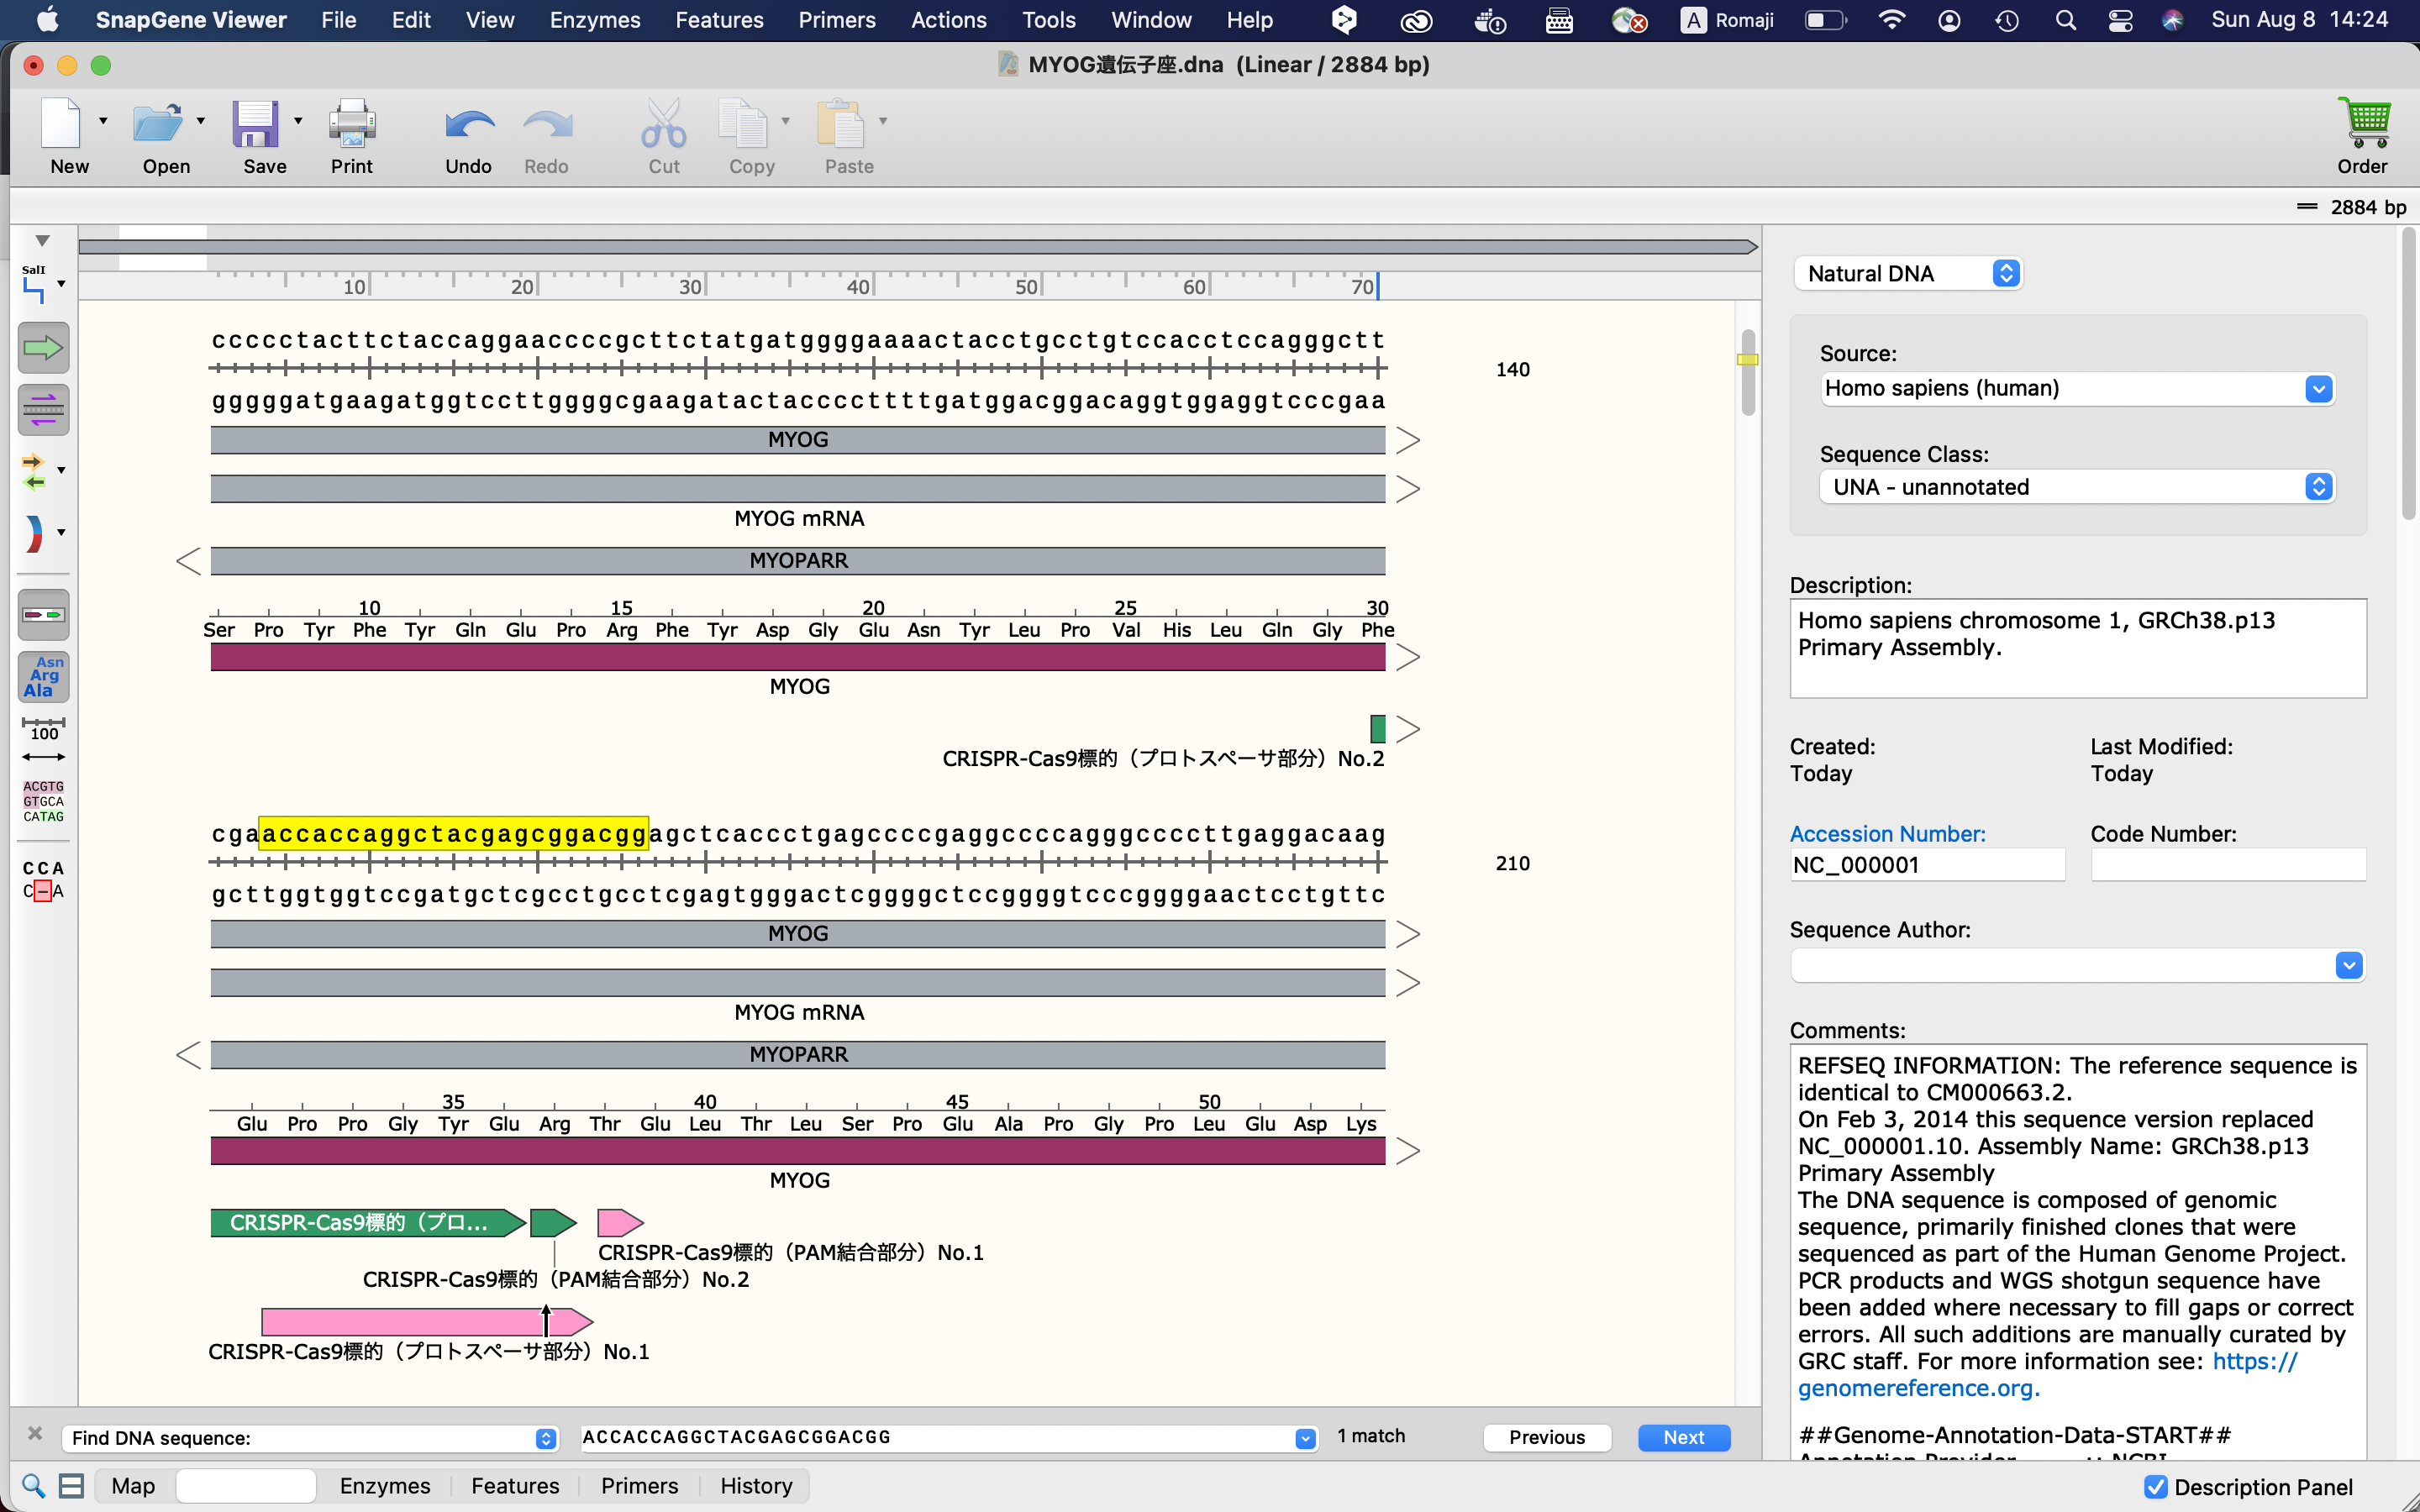 SnapGene Viewer File Edit View Enzymes Features Primers Actions Tools Window Help A Romaji Sun Aug 8 14:24
MYOG遺伝子座.dna (Linear / 2884 bp)
New Open Save Print Undo Redo Cut Copy Paste Order
2884 bp
SalI
10 20 30 40 50 60 70
cccccctacttctaccaggaaccccgcttctatgatggggaaaactacctgcctgtccacctccagggctt
140
gggggatgaagatggtccttggggcgaagatactacccccttttgatggacggacaggtggaggtcccgaa
MYOG
MYOG mRNA
MYOPARR
10 15 20 25 30
Ser Pro Tyr Phe Tyr Gln Glu Pro Arg Phe Tyr Asp Gly Glu Asn Tyr Leu Pro Val His Leu Gln Gly Phe
MYOG
CRISPR-Cas9標的（プロトスペーサ部分）No.2
cgaaccaccaggctacgagcggacggagctcaccctgagccccgaggccccagggccccttgaggacaag
210
gcttggtggtccgatgctcgcctgcctcgagtgggactcggggctccggggtcccggggaactcctgttc
MYOG
MYOG mRNA
MYOPARR
35 40 45 50
Glu Pro Pro Gly Tyr Glu Arg Thr Glu Leu Thr Leu Ser Pro Glu Ala Pro Gly Pro Leu Glu Asp Lys
MYOG
CRISPR-Cas9標的（プロ...
CRISPR-Cas9標的（PAM結合部分）No.1
CRISPR-Cas9標的（PAM結合部分）No.2
CRISPR-Cas9標的（プロトスペーサ部分）No.1
Asn
Arg
Ala
100
ACGTG
GTGCA
CATAG
CCA
C-A
Natural DNA
Source:
Homo sapiens (human)
Sequence Class:
UNA - unannotated
Description:
Homo sapiens chromosome 1, GRCh38.p13
Primary Assembly.
Created: Last Modified:
Today Today
Accession Number: Code Number:
NC_000001
Sequence Author:
Comments:
REFSEQ INFORMATION: The reference sequence is
identical to CM000663.2.
On Feb 3, 2014 this sequence version replaced
NC_000001.10. Assembly Name: GRCh38.p13
Primary Assembly
The DNA sequence is composed of genomic
sequence, primarily finished clones that were
sequenced as part of the Human Genome Project.
PCR products and WGS shotgun sequence have
been added where necessary to fill gaps or correct
errors. All such additions are manually curated by
GRC staff. For more information see: https://
genomereference.org.
##Genome-Annotation-Data-START##
Find DNA sequence: ACCACCAGGCTACGAGCGGACGG 1 match Previous Next
Map Enzymes Features Primers History Description Panel